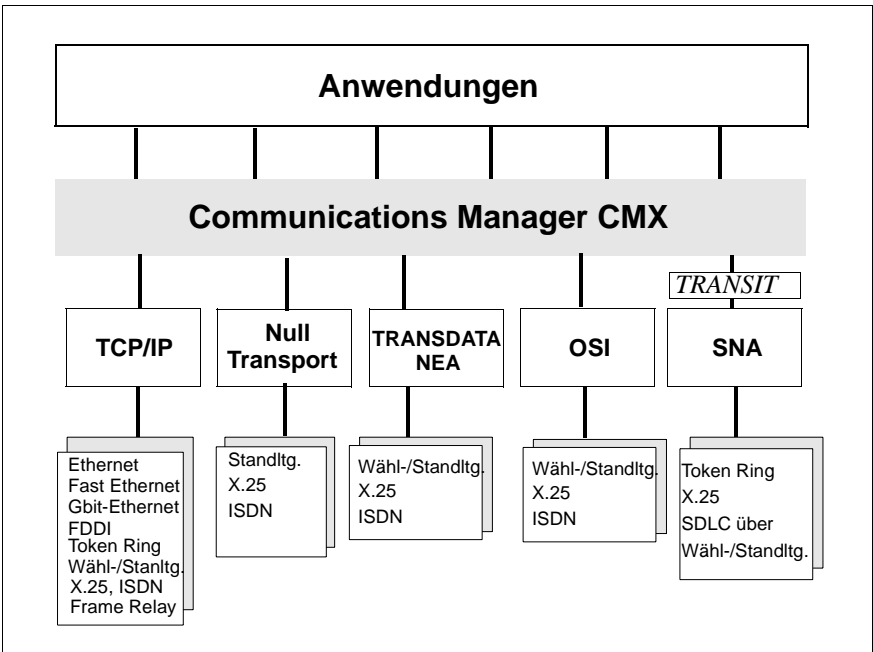 Anwendungen
Communications Manager CMX
TRANSIT
TCP/IP
Null
Transport
TRANSDATA
NEA
OSI
SNA
Ethernet
Fast Ethernet
Gbit-Ethernet
FDDI
Token Ring
Wähl-/Stanltg.
X.25, ISDN
Frame Relay
Standltg.
X.25
ISDN
Wähl-/Standltg.
X.25
ISDN
Wähl-/Standltg.
X.25
ISDN
Token Ring
X.25
SDLC über
Wähl-/Standltg.